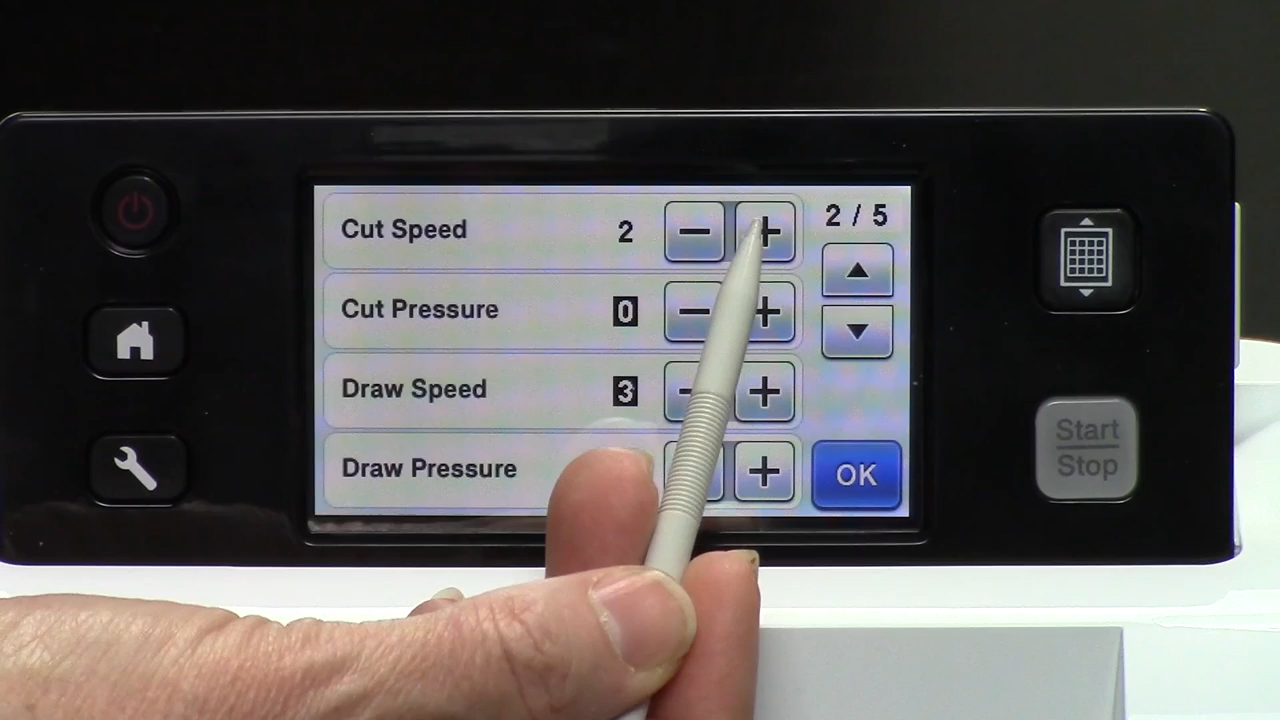 Cut Speed 2 − + 2 / 5
Cut Pressure 0 − +
Draw Speed 3 − +
Draw Pressure + OK
Start
Stop